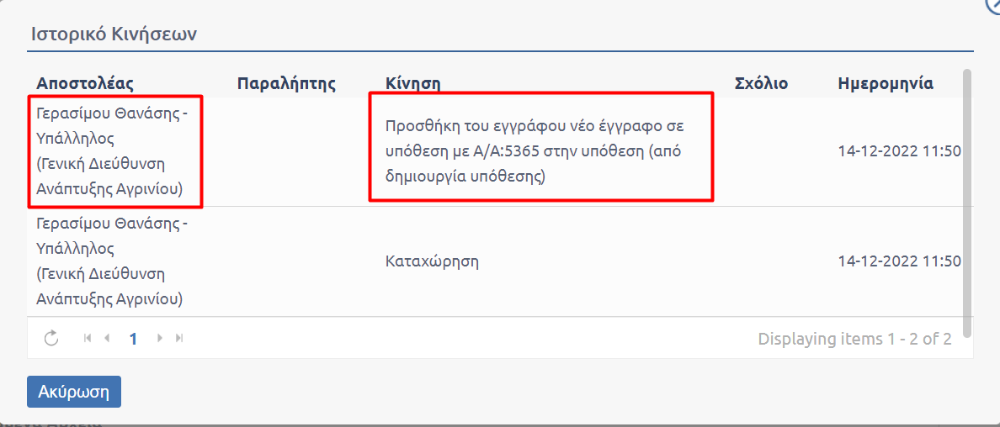 Ιστορικό Κινήσεων
Αποστολέας Παραλήπτης Κίνηση Σχόλιο Ημερομηνία
Γερασίμου Θανάσης -
Υπάλληλος
(Γενική Διεύθυνση
Ανάπτυξης Αγρινίου)
Προσθήκη του εγγράφου νέο έγγραφο σε
υπόθεση με Α/Α:5365 στην υπόθεση (από
δημιουργία υπόθεσης)
14-12-2022 11:50
Γερασίμου Θανάσης -
Υπάλληλος
(Γενική Διεύθυνση
Ανάπτυξης Αγρινίου)
Καταχώρηση
14-12-2022 11:50
1
Displaying items 1 - 2 of 2
Ακύρωση